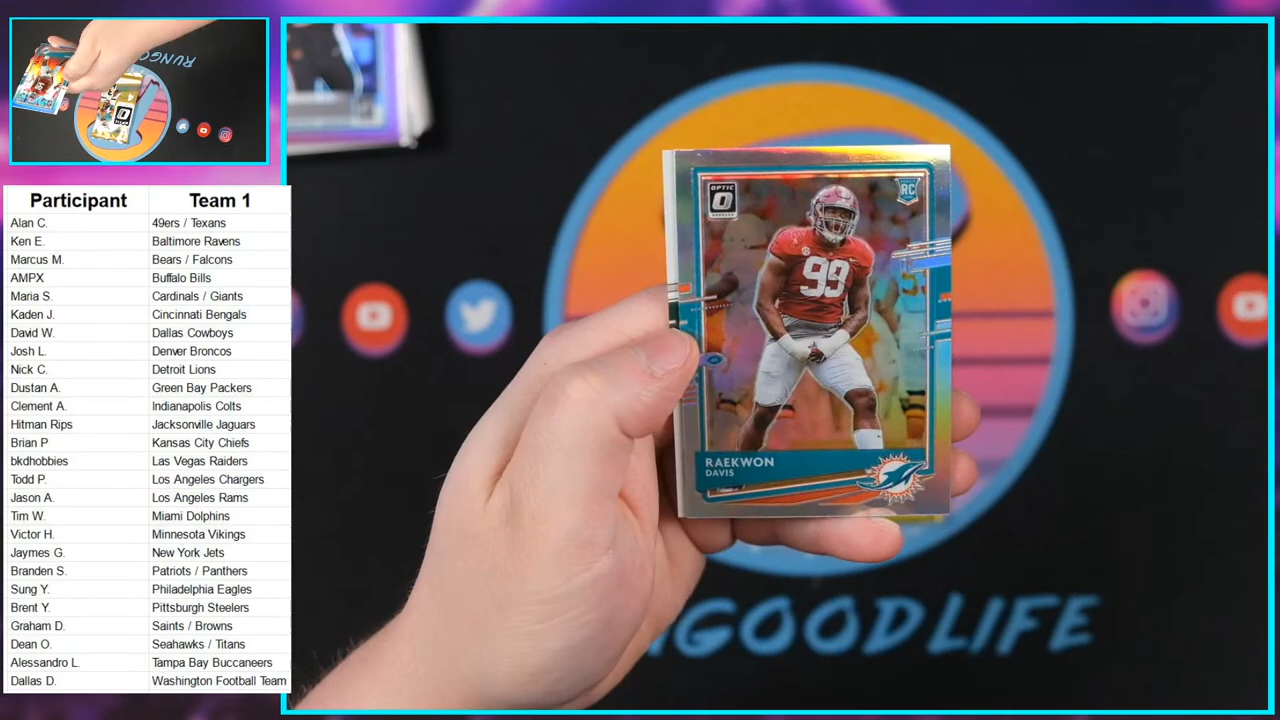 RUNGOOD
Participant Team 1
Alan C. 49ers / Texans
Ken E. Baltimore Ravens
Marcus M. Bears / Falcons
AMPX Buffalo Bills
Maria S. Cardinals / Giants
Kaden J. Cincinnati Bengals
David W. Dallas Cowboys
Josh L. Denver Broncos
Nick C. Detroit Lions
Dustan A. Green Bay Packers
Clement A. Indianapolis Colts
Hitman Rips Jacksonville Jaguars
Brian P Kansas City Chiefs
bkdhobbies Las Vegas Raiders
Todd P. Los Angeles Chargers
Jason A. Los Angeles Rams
Tim W. Miami Dolphins
Victor H. Minnesota Vikings
Jaymes G. New York Jets
Branden S. Patriots / Panthers
Sung Y. Philadelphia Eagles
Brent Y. Pittsburgh Steelers
Graham D. Saints / Browns
Dean O. Seahawks / Titans
Alessandro L. Tampa Bay Buccaneers
Dallas D. Washington Football Team
OPTIC
RC
99
RAEKWON
DAVIS
NGOODLIFE